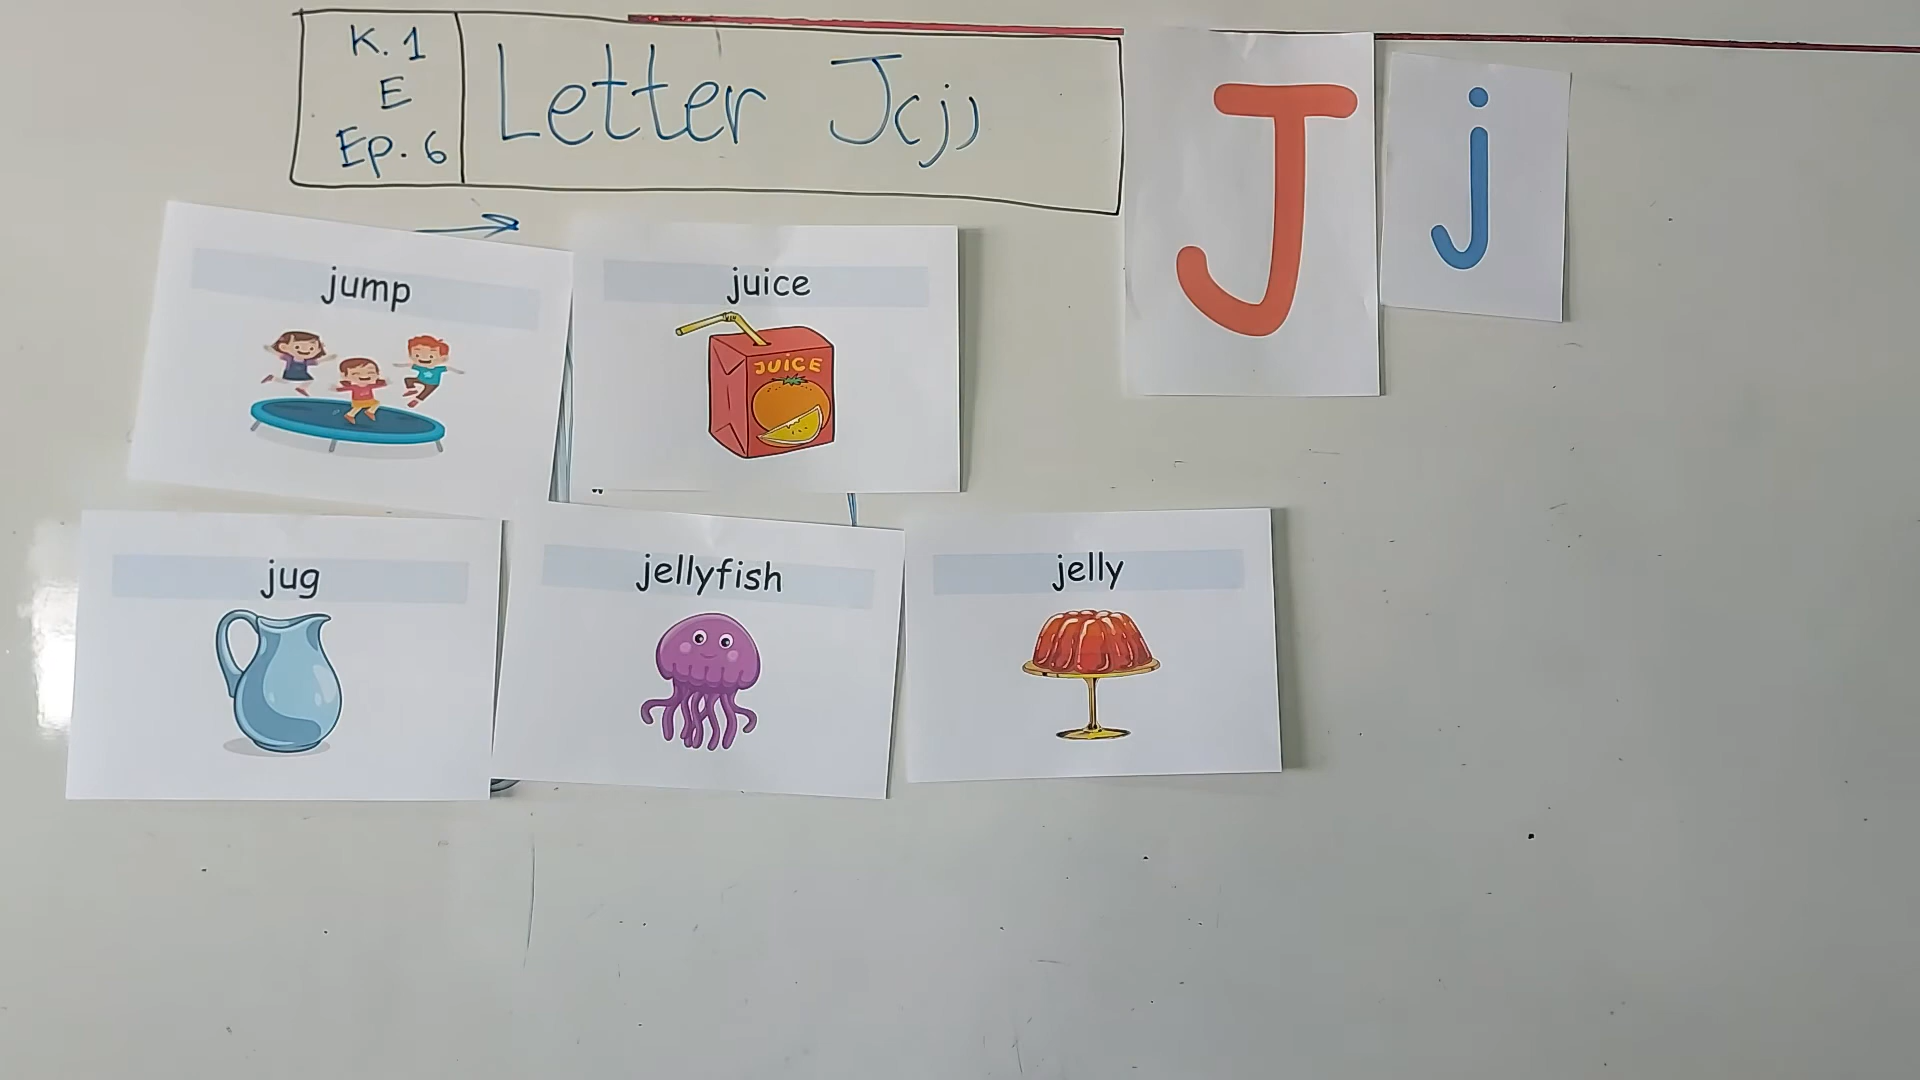 K.1
E
Ep. 6
Letter J(j)
J
j
jump
juice
JUICE
jug
jellyfish
jelly